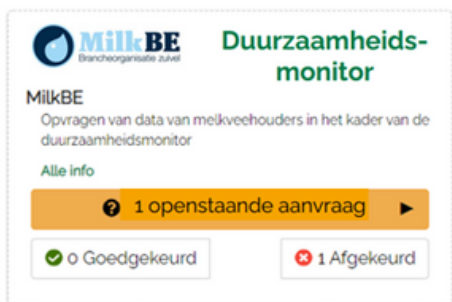 MilkBE
Brancheorganisatie zuivel
Duurzaamheids-
monitor
MilkBE
Opvragen van data van melkveehouders in het kader van de
duurzaamheidsmonitor
Alle info
1 openstaande aanvraag
0 Goedgekeurd
1 Afgekeurd